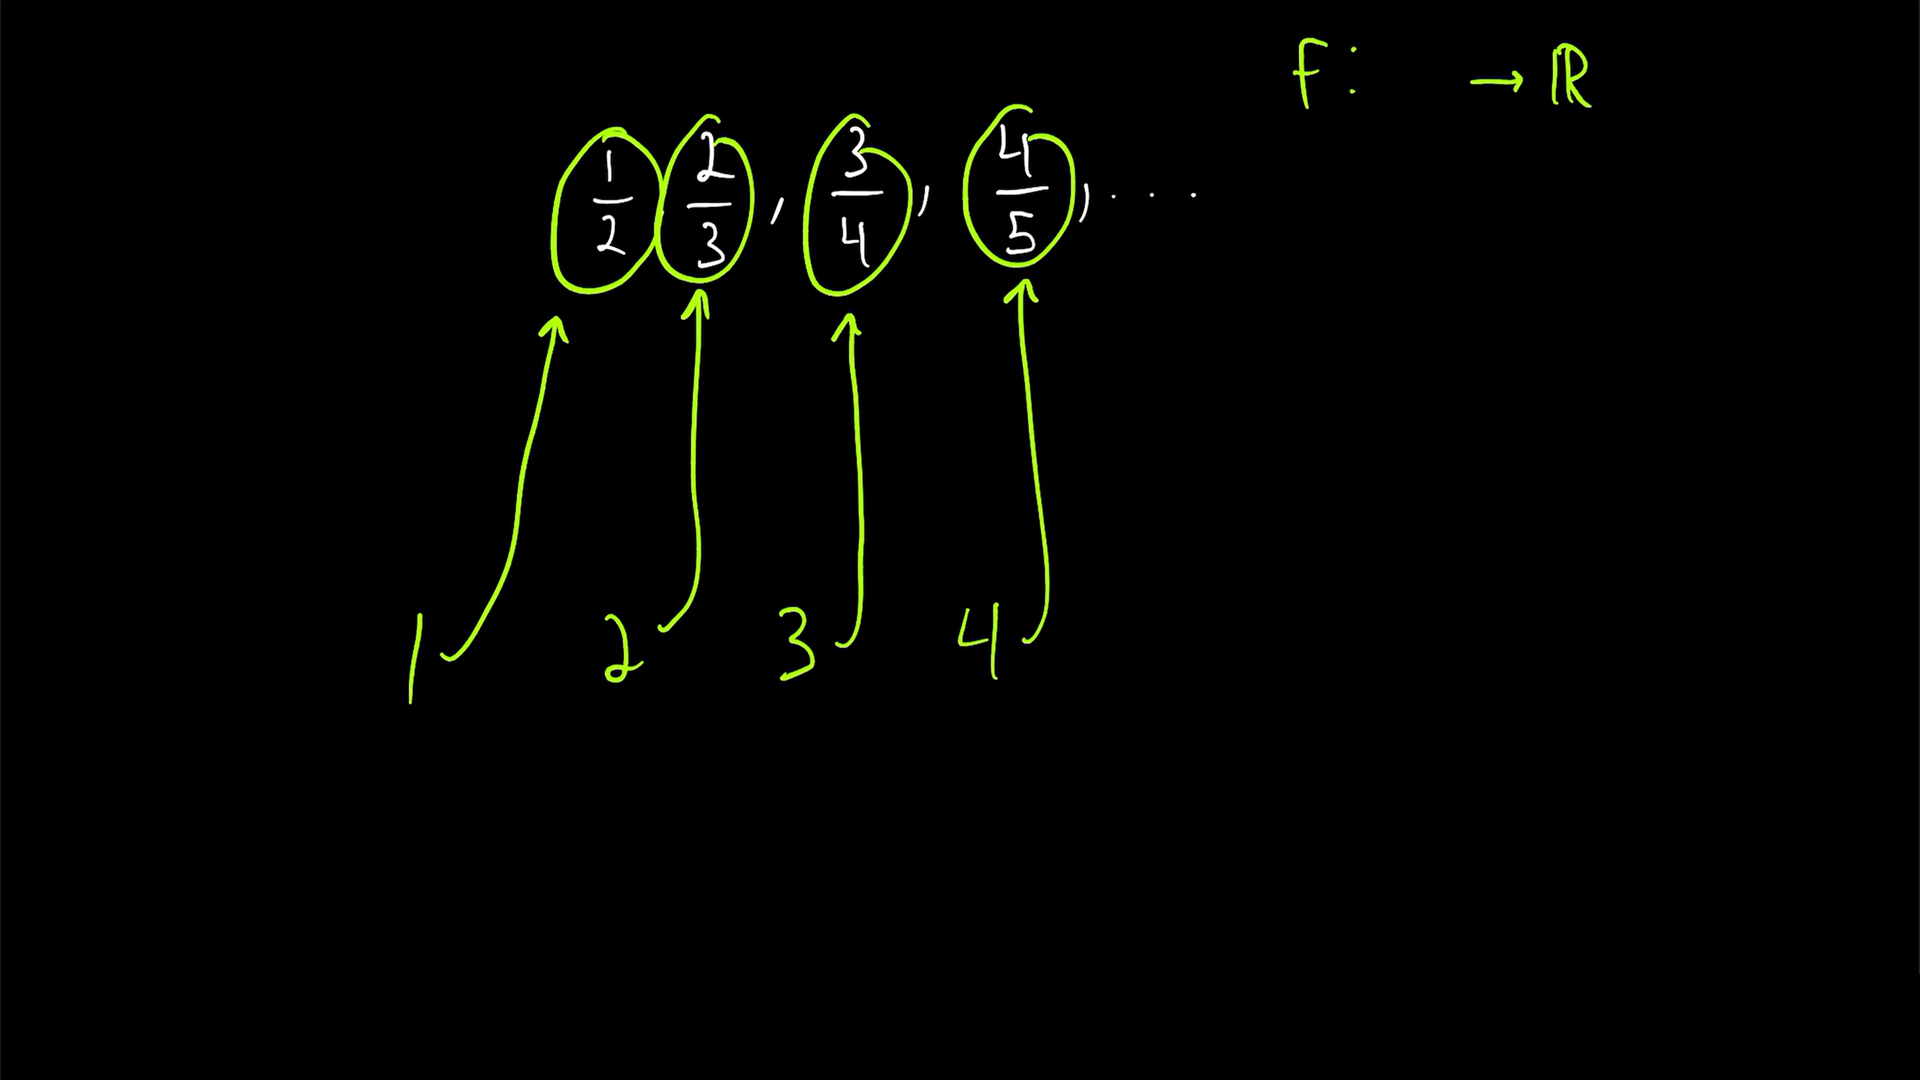 F: → ℝ
1/2 2/3 , 3/4 , 4/5 , ....
1 2 3 4